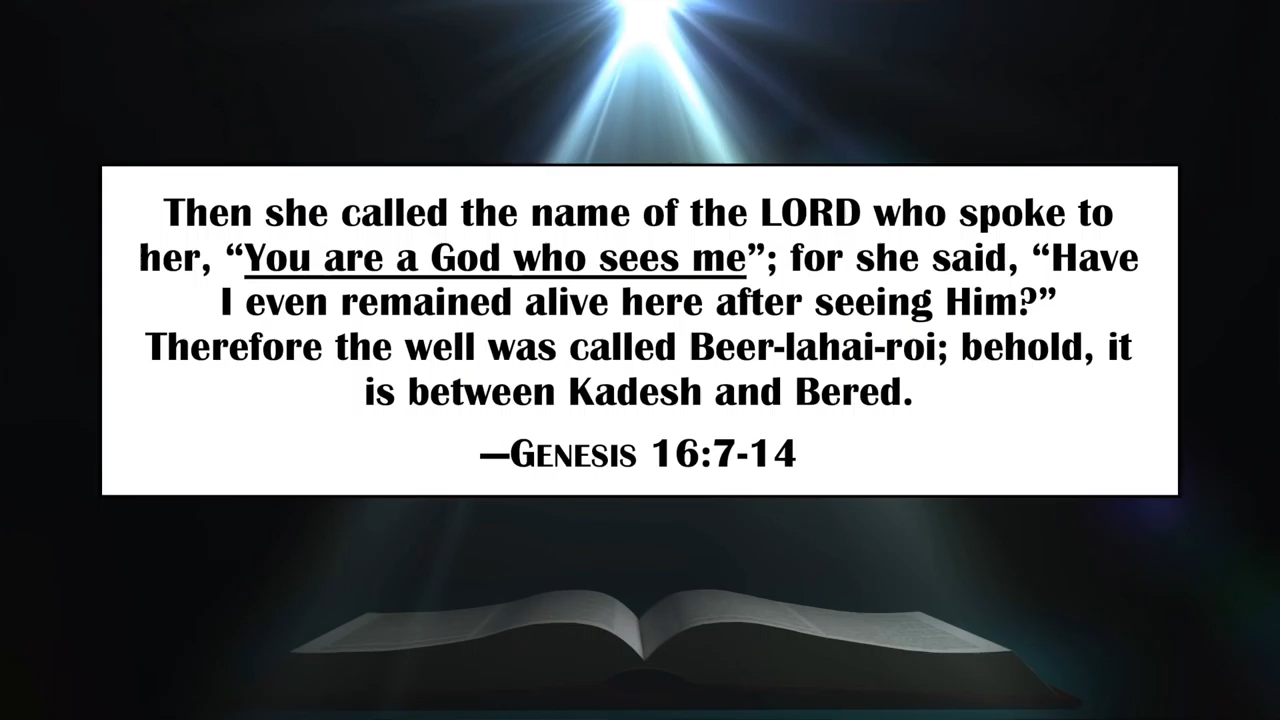 Then she called the name of the LORD who spoke to
her, “You are a God who sees me”; for she said, “Have
I even remained alive here after seeing Him?”
Therefore the well was called Beer-lahai-roi; behold, it
is between Kadesh and Bered.
—GENESIS 16:7-14